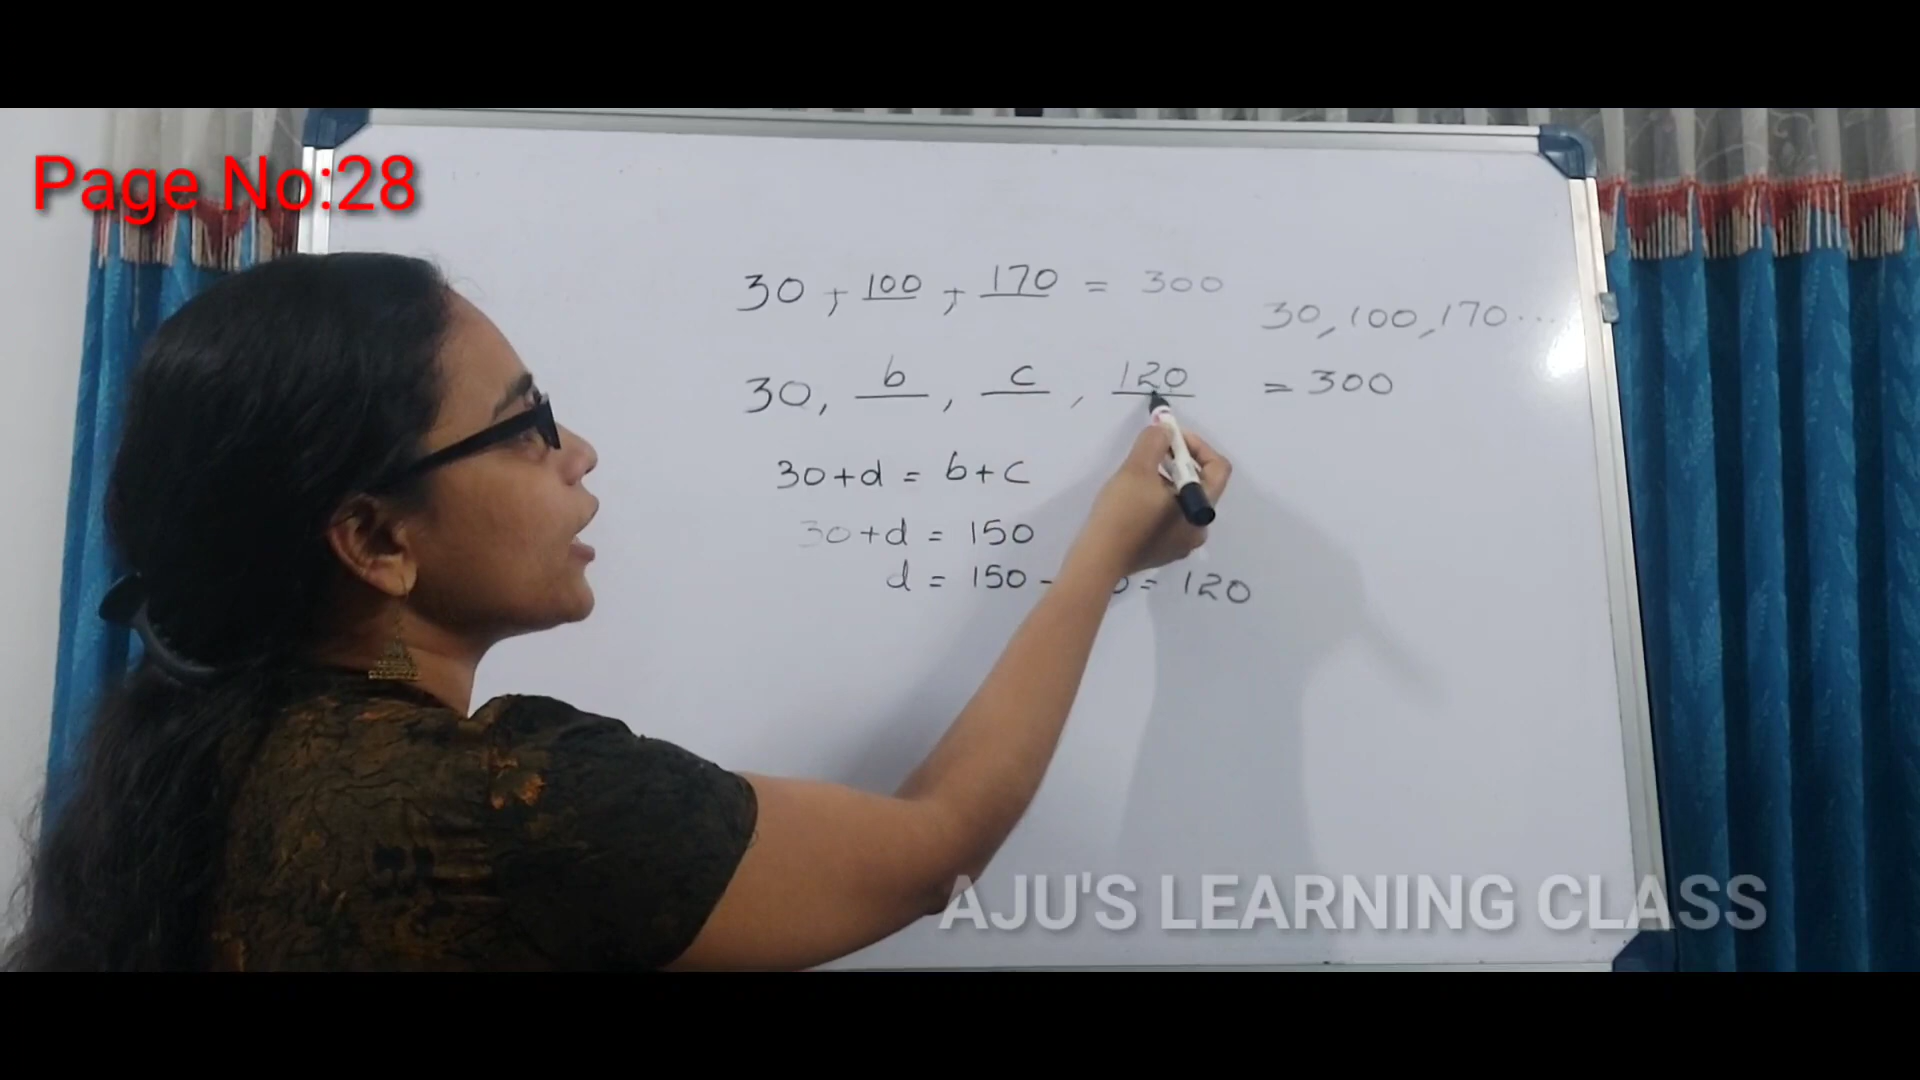 Page No:28
30 + 100 + 170 = 300
30, 100, 170 ...
30, b, c, 120 = 300
30+d = b+c
30+d = 150
d = 150 - 0 = 120
AJU'S LEARNING CLASS